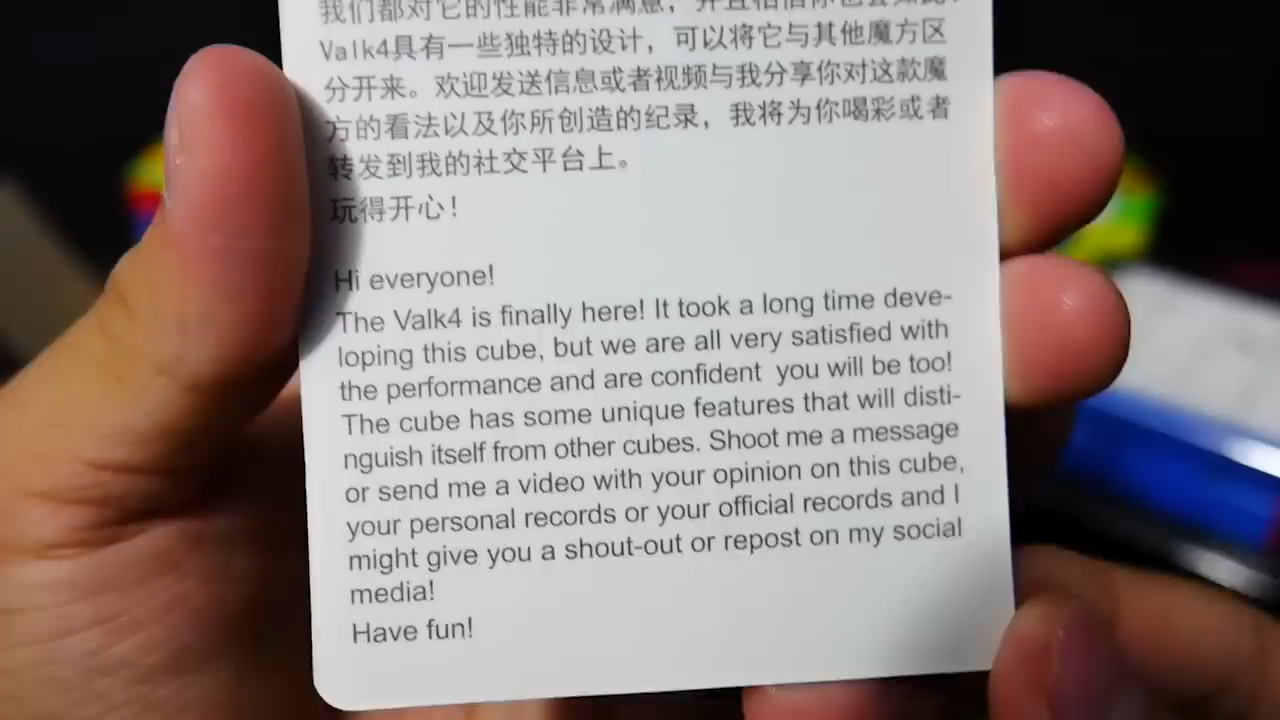 我们都对它的性能非常满意，并且相信你也会如此！
Valk4具有一些独特的设计，可以将它与其他魔方区
分开来。欢迎发送信息或者视频与我分享你对这款魔
方的看法以及你所创造的纪录，我将为你喝彩或者
转发到我的社交平台上。
玩得开心！
Hi everyone!
The Valk4 is finally here! It took a long time deve-
loping this cube, but we are all very satisfied with
the performance and are confident  you will be too!
The cube has some unique features that will disti-
nguish itself from other cubes. Shoot me a message
or send me a video with your opinion on this cube,
your personal records or your official records and I
might give you a shout-out or repost on my social
media!
Have fun!